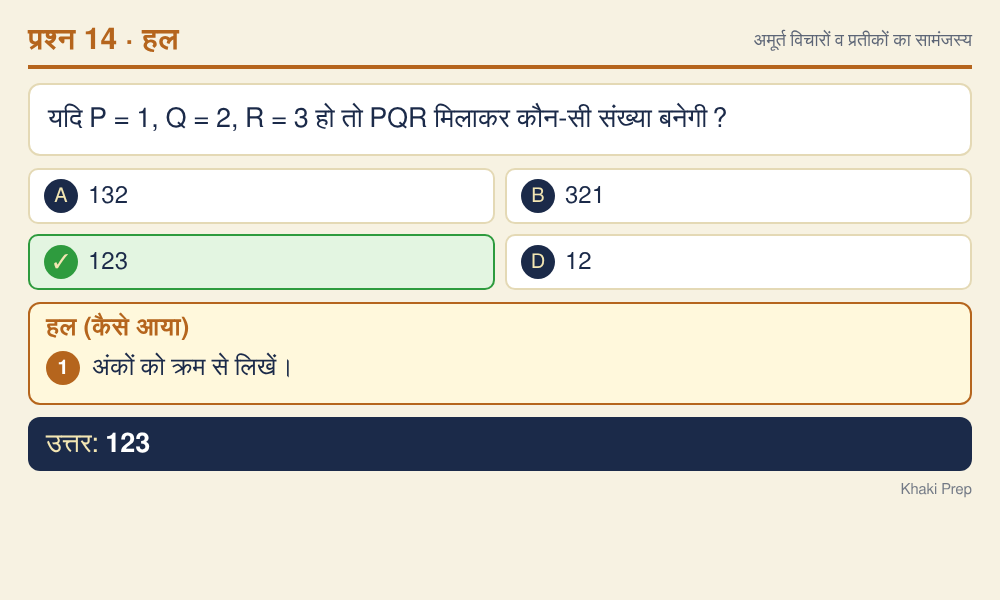 प्रश्न 14 · हल
अमूर्त विचारों व प्रतीकों का सामंजस्य
यदि P = 1, Q = 2, R = 3 हो तो PQR मिलाकर कौन-सी संख्या बनेगी ?
A 132
B 321
✓ 123
D 12
हल (कैसे आया)
1 अंकों को क्रम से लिखें।
उत्तर: 123
Khaki Prep